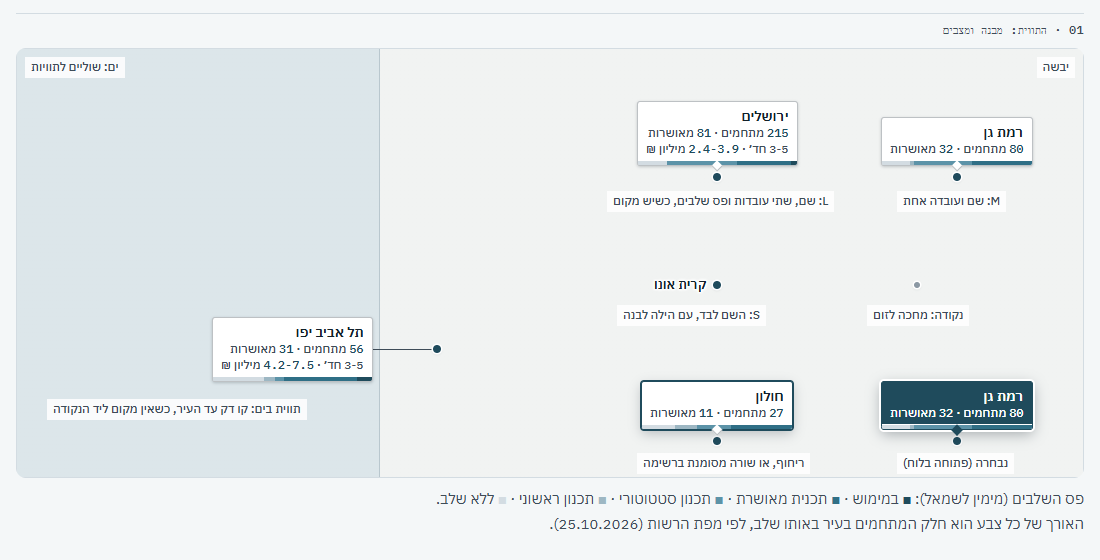 01 · התווית: מבנה ומצבים
יבשה
ים: שוליים לתוויות
רמת גן
80 מתחמים · 32 מאושרות
M: שם ועובדה אחת
ירושלים
215 מתחמים · 81 מאושרות
3-5 חד׳ · 2.4-3.9 מיליון ₪
L: שם, שתי עובדות ופס שלבים, כשיש מקום
נקודה: מחכה לזום
קרית אונו
S: השם לבד, עם הילה לבנה
תל אביב יפו
56 מתחמים · 31 מאושרות
3-5 חד׳ · 4.2-7.5 מיליון ₪
תווית בים: קו דק עד העיר, כשאין מקום ליד הנקודה
רמת גן
80 מתחמים · 32 מאושרות
נבחרה (פתוחה בלוח)
חולון
27 מתחמים · 11 מאושרות
ריחוף, או שורה מסומנת ברשימה
פס השלבים (מימין לשמאל): ■ במימוש · ■ תכנית מאושרת · ■ תכנון סטטוטורי · ■ תכנון ראשוני · ■ ללא שלב.
האורך של כל צבע הוא חלק המתחמים בעיר באותו שלב, לפי מפת הרשות (25.10.2026).